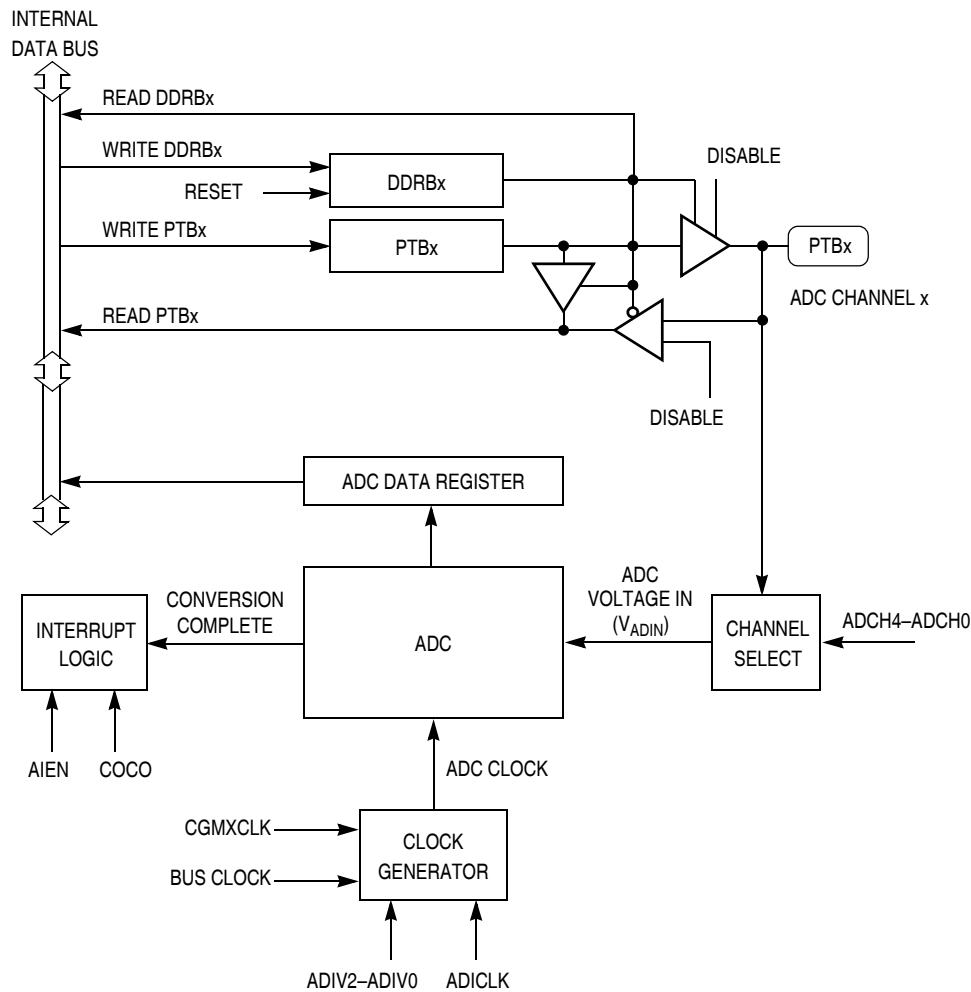 INTERNAL
DATA BUS
READ DDRBx
WRITE DDRBx
DISABLE
DDRBx
RESET
WRITE PTBx
PTBx
PTBx
ADC CHANNEL x
READ PTBx
DISABLE
ADC DATA REGISTER
INTERRUPT
LOGIC
CONVERSION
COMPLETE
ADC
ADC
VOLTAGE IN
(VADIN)
CHANNEL
SELECT
ADCH4–ADCH0
AIEN
COCO
ADC CLOCK
CGMXCLK
BUS CLOCK
CLOCK
GENERATOR
ADIV2–ADIV0
ADICLK